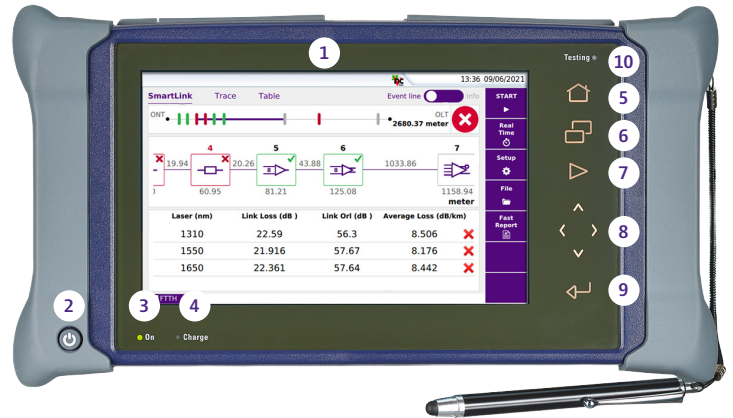 1
Testing
10
DC
13:36 09/06/2021
SmartLink Trace Table Event line Info START
ONT OLT
2680.37 meter
Real
Time
5
6
7
8
9
4 5 6 7
19.94 20.26 43.88 1033.86
8 8
60.95 81.21 125.08 1158.94
meter
Setup
File
Fast
Report
Laser (nm) Link Loss (dB ) Link Orl (dB ) Average Loss (dB/km)
1310 22.59 56.3 8.506
1550 21.916 57.67 8.176
1650 22.361 57.64 8.442
FTTH
2
3
4
On
Charge